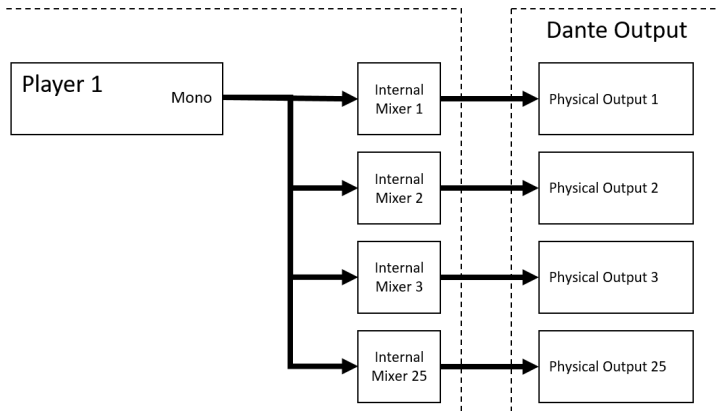 Dante Output
Player 1
Mono
Internal
Mixer 1
Physical Output 1
Internal
Mixer 2
Physical Output 2
Internal
Mixer 3
Physical Output 3
Internal
Mixer 25
Physical Output 25